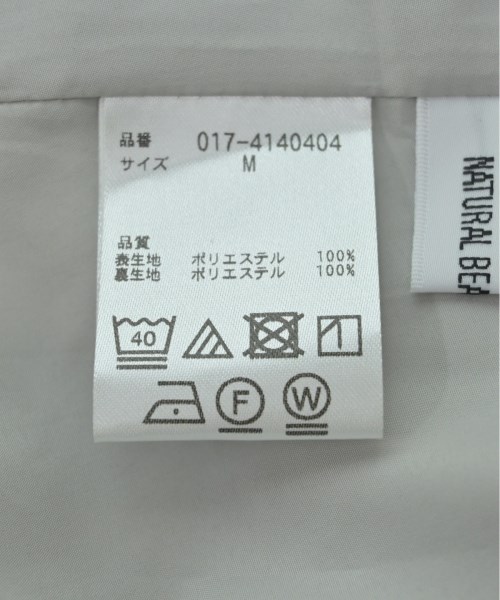 品番 017-4140404
サイズ M
品質
表生地 ポリエステル 100%
裏生地 ポリエステル 100%
40
F W
NATURAL BEA